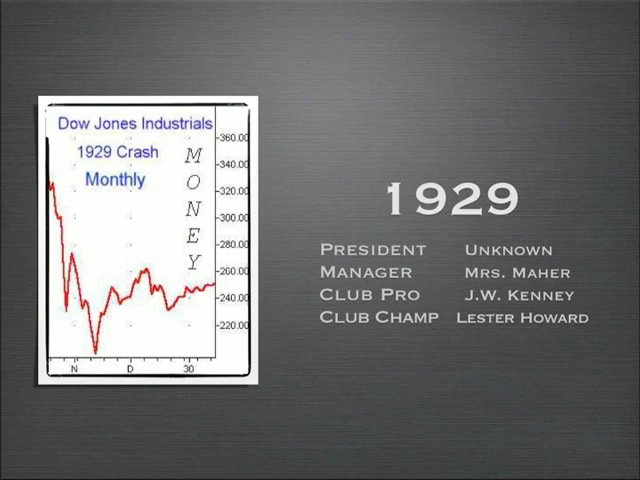 Dow Jones Industrials
1929 Crash
Monthly
M
O
N
E
Y
360.00
340.00
320.00
300.00
280.00
260.00
240.00
220.00
N D 30
1929
PRESIDENT UNKNOWN
MANAGER MRS. MAHER
CLUB PRO J.W. KENNEY
CLUB CHAMP LESTER HOWARD